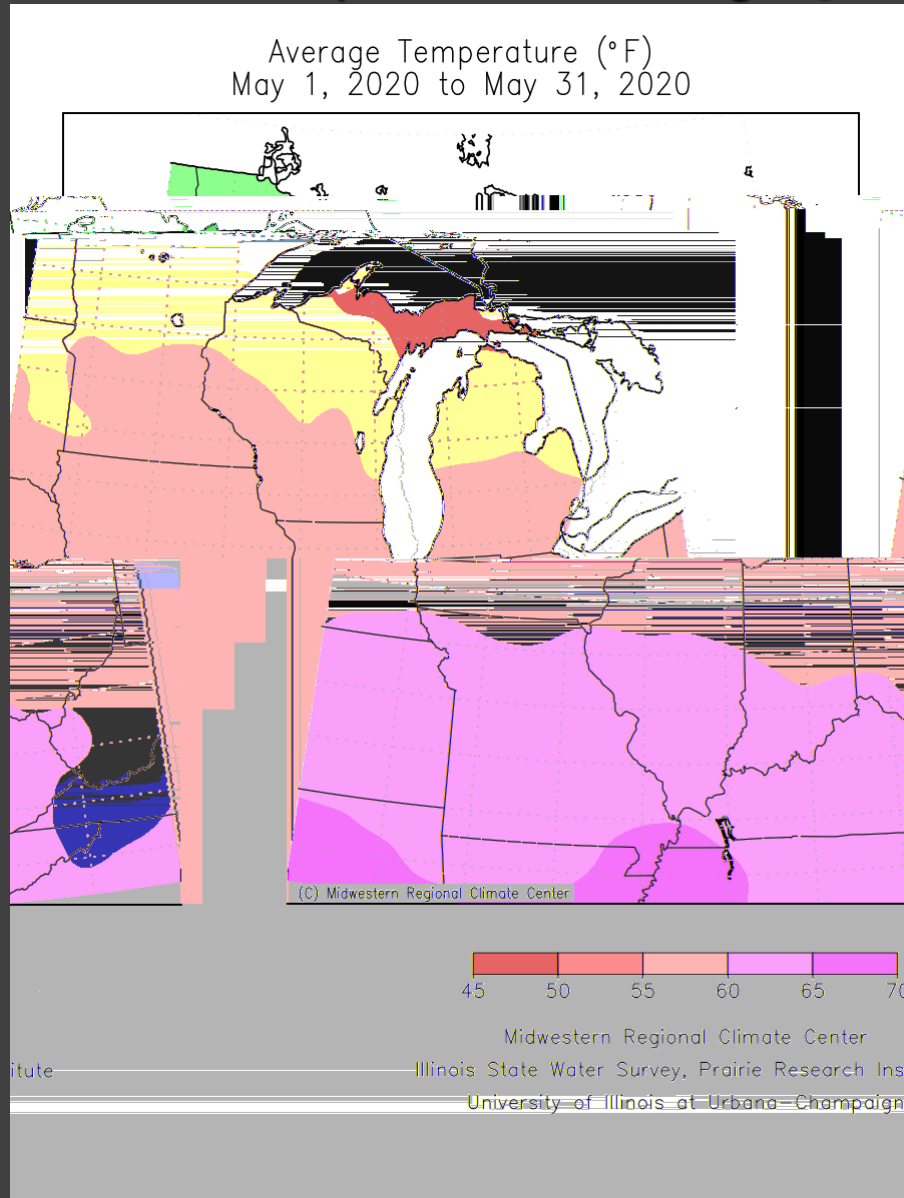 Average Temperature (°F)
May 1, 2020 to May 31, 2020
(C) Midwestern Regional Climate Center
45 50 55 60 65 70
Midwestern Regional Climate Center
itute Illinois State Water Survey, Prairie Research Ins
University of Illinois at Urbana-Champaign